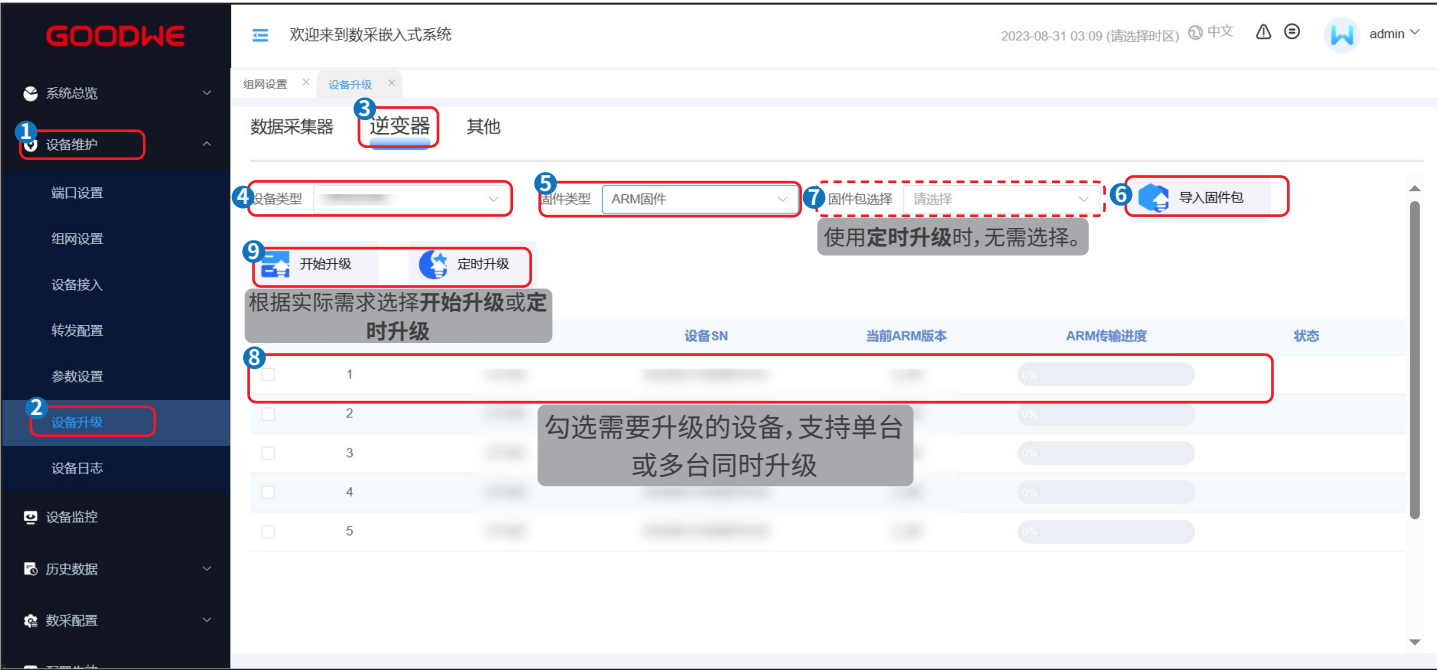 GOODWE
欢迎来到数采嵌入式系统
2023-08-31 03:09 (请选择时区) 中文
admin
组网设置 × 设备升级 ×
系统总览
1
设备维护
端口设置
组网设置
设备接入
转发配置
参数设置
2
设备升级
设备日志
设备监控
历史数据
数采配置
数据采集器
3
逆变器
其他
4
设备类型
5
固件类型 ARM固件
7
固件包选择 请选择
6
导入固件包
使用定时升级时,无需选择。
9
开始升级
定时升级
根据实际需求选择开始升级或定
时升级
设备SN 当前ARM版本 ARM传输进度 状态
8
1 0%
2 0%
勾选需要升级的设备,支持单台
或多台同时升级
3 0%
4 0%
5 0%